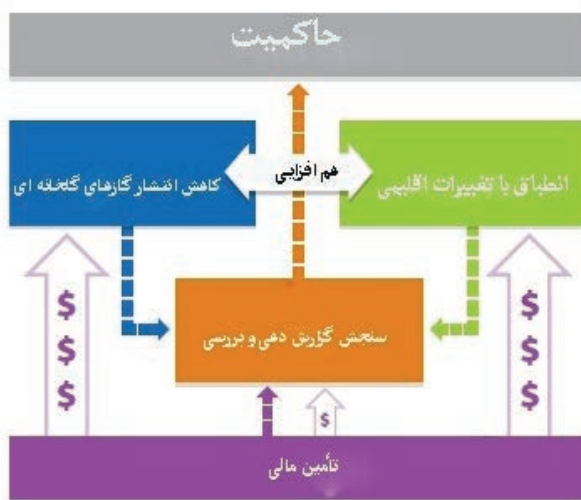 حاکمیت
هم افزایی
انطباق با تغییرات اقلیمی
کاهش انتشار گازهای گلخانه ای
سنجش گزارش دهی و بررسی
$ $
$ $
$ $
$
تأمین مالی